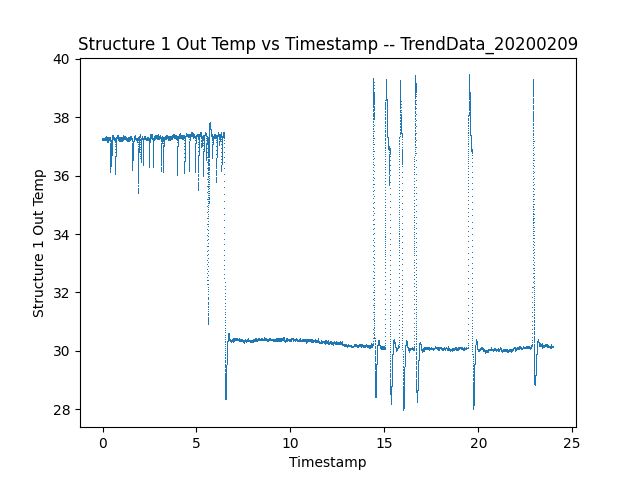 Structure 1 Out Temp vs Timestamp -- TrendData_20200209
40
38
36
34
32
30
28
Structure 1 Out Temp
0 5 10 15 20 25
Timestamp